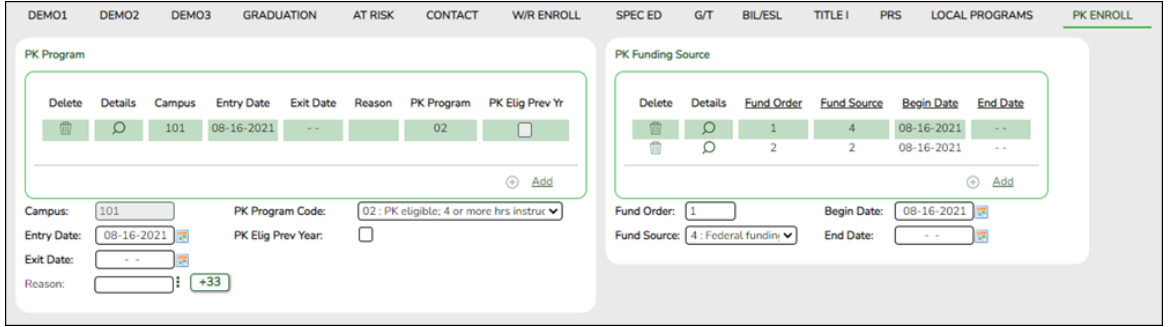 DEMO1 DEMO2 DEMO3 GRADUATION AT RISK CONTACT W/R ENROLL SPEC ED G/T BIL/ESL TITLE I PRS LOCAL PROGRAMS PK ENROLL
PK Program
Delete Details Campus Entry Date Exit Date Reason PK Program PK Elig Prev Yr
101 08-16-2021 - - 02
Add
Campus: 101 PK Program Code: 02 : PK eligible; 4 or more hrs instruc
Entry Date: 08-16-2021 PK Elig Prev Year:
Exit Date: - -
Reason: +33
PK Funding Source
Delete Details Fund Order Fund Source Begin Date End Date
1 4 08-16-2021 - -
2 2 08-16-2021 - -
Add
Fund Order: 1 Begin Date: 08-16-2021
Fund Source: 4 : Federal funding End Date: - -